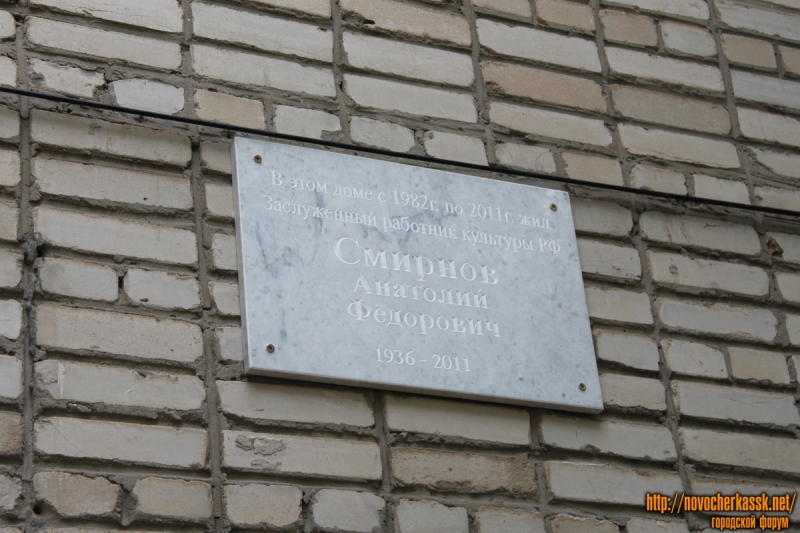 В этом доме с 1982г. по 2011г. жил
Заслуженный работник культуры РФ
Смирнов
Анатолий
Федорович
1936 - 2011
http://novocherkassk.net/
городской форум